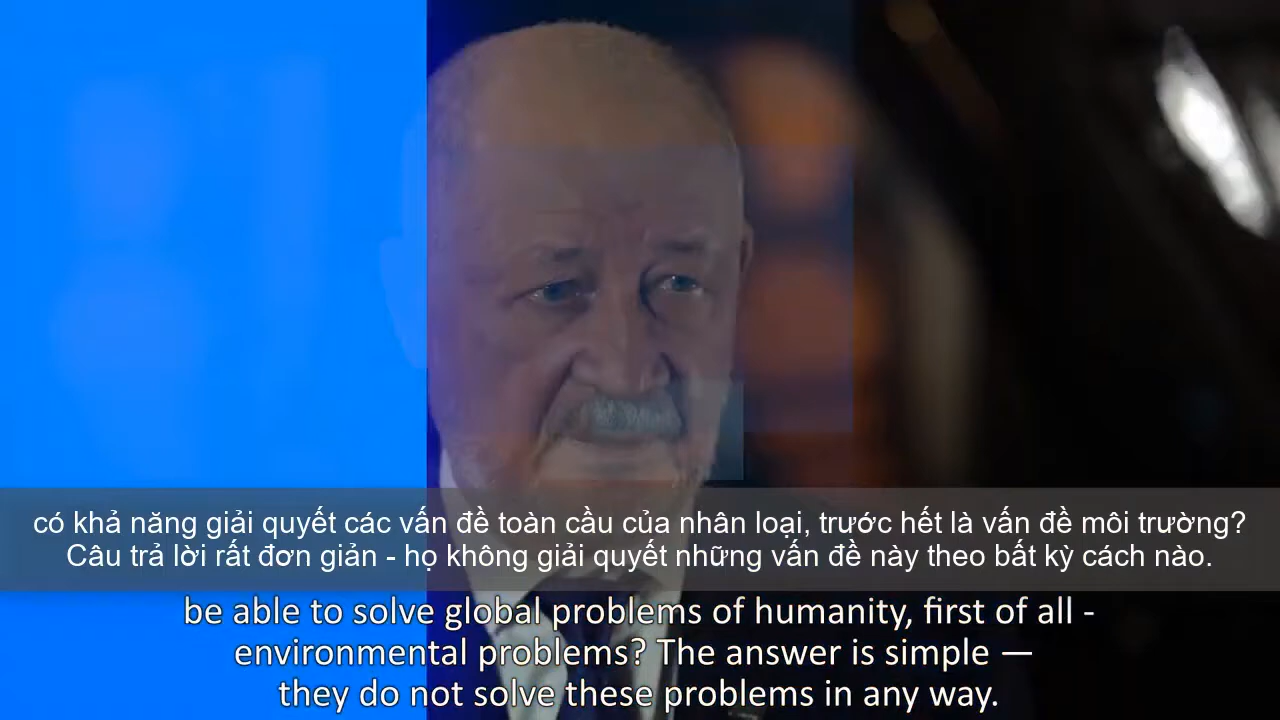 có khả năng giải quyết các vấn đề toàn cầu của nhân loại, trước hết là vấn đề môi trường?
Câu trả lời rất đơn giản - họ không giải quyết những vấn đề này theo bất kỳ cách nào.
be able to solve global problems of humanity, first of all -
environmental problems? The answer is simple —
they do not solve these problems in any way.